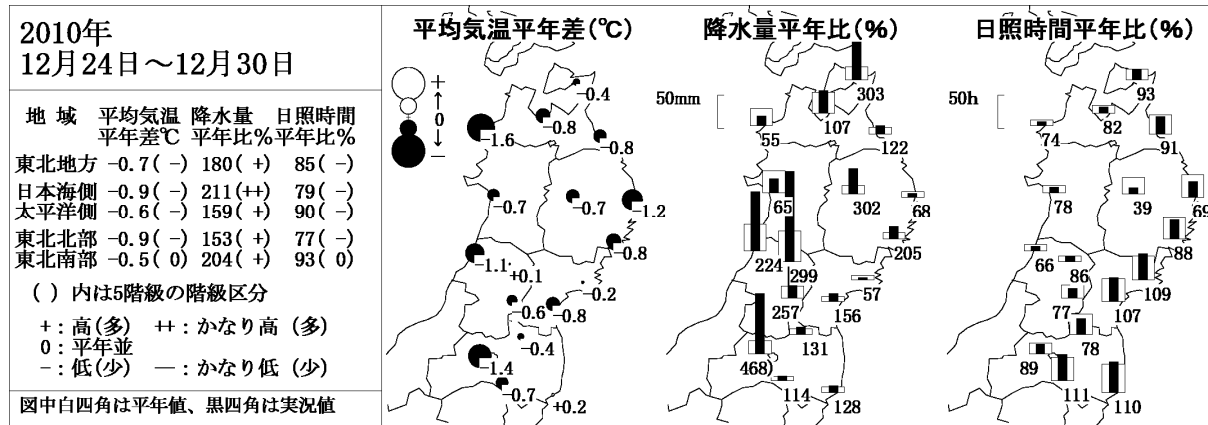 2010年
12月24日～12月30日
地 域 平均気温 降水量 日照時間
平年差℃ 平年比% 平年比%
東北地方 -0.7( -) 180( +) 85( -)
日本海側 -0.9( -) 211(++) 79( -)
太平洋側 -0.6( -) 159( +) 90( -)
東北北部 -0.9( -) 153( +) 77( -)
東北南部 -0.5( 0) 204( +) 93( 0)
( ) 内は5階級の階級区分
+：高(多) ++：かなり高 (多)
0：平年並
-：低(少) --：かなり低 (少)
図中白四角は平年値、黒四角は実況値
平均気温平年差(℃)
+
↑
0
↓
-
-0.4
-1.6
-0.8
-0.8
-0.7
-0.7
-1.2
-0.8
-1.1
+0.1
-0.2
-0.6
-0.8
-0.4
-1.4
-0.7
+0.2
降水量平年比(%)
50mm
303
107
55
122
65
302
68
205
224
299
57
257
156
131
468)
114
128
日照時間平年比(%)
50h
93
82
74
91
78
39
69
88
66
86
109
77
107
78
89
111
110